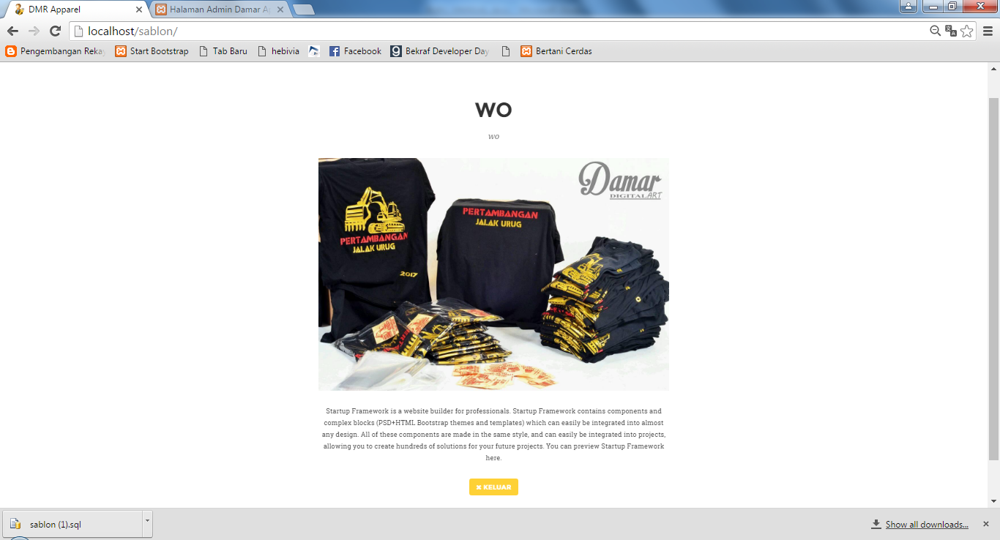 DMR Apparel
Halaman Admin Damar A
localhost/sablon/
Pengembangan Reka
Start Bootstrap
Tab Baru
hebivia
Facebook
Bekraf Developer Day
Bertani Cerdas
WO
wo
Damar
DIGITAL ART
PERTAMBANGAN
JALAK URUG
2017
PERTAMBANGAN
JALAK URUG
Startup Framework is a website builder for professionals. Startup Framework contains components and
complex blocks (PSD+HTML Bootstrap themes and templates) which can easily be integrated into almost
any design. All of these components are made in the same style, and can easily be integrated into projects,
allowing you to create hundreds of solutions for your future projects. You can preview Startup Framework
here.
KELUAR
sablon (1).sql
Show all downloads...